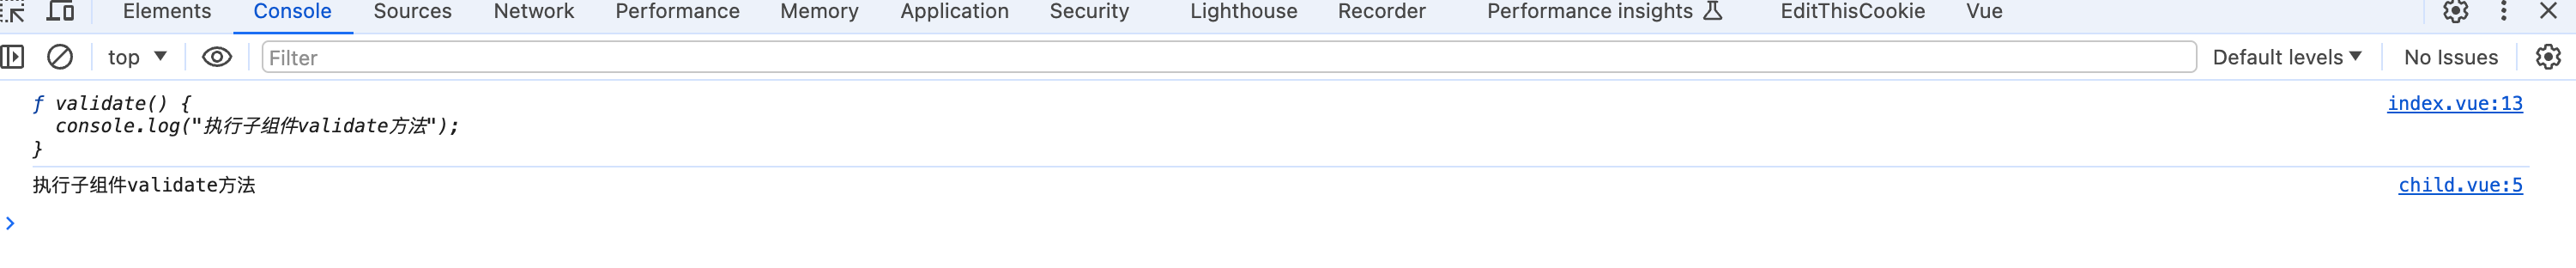 Elements Console Sources Network Performance Memory Application Security Lighthouse Recorder Performance insights EditThisCookie Vue
top Filter Default levels No Issues
f validate() { index.vue:13
console.log("执行子组件validate方法");
}
执行子组件validate方法 child.vue:5